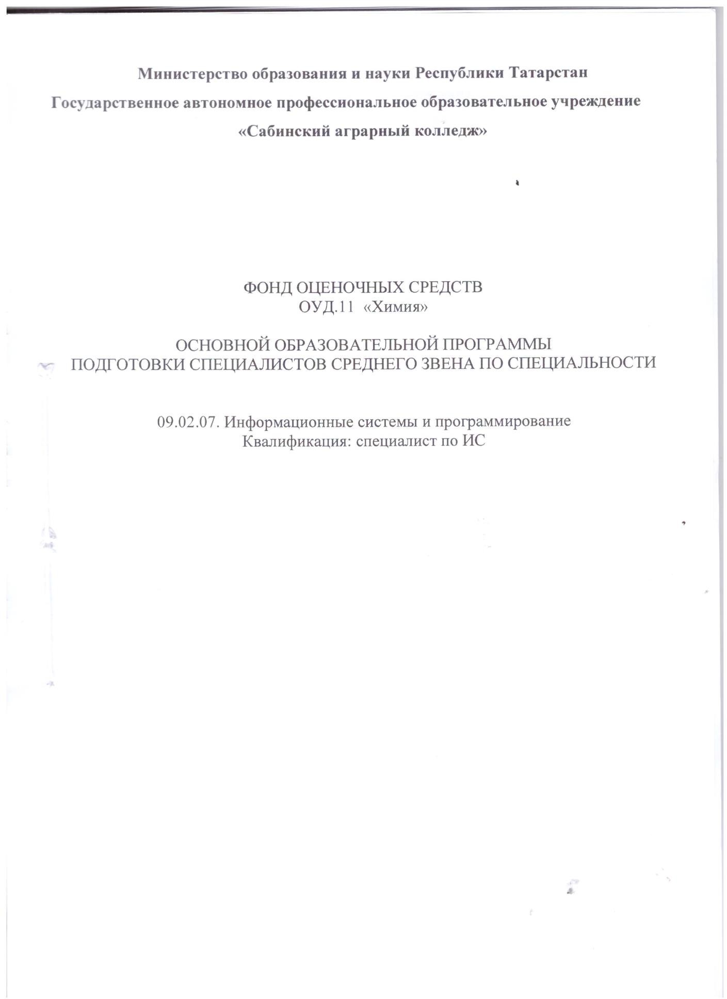 Министерство образования и науки Республики Татарстан
Государственное автономное профессиональное образовательное учреждение
«Сабинский аграрный колледж»
ФОНД ОЦЕНОЧНЫХ СРЕДСТВ
ОУД.11 «Химия»
ОСНОВНОЙ ОБРАЗОВАТЕЛЬНОЙ ПРОГРАММЫ
ПОДГОТОВКИ СПЕЦИАЛИСТОВ СРЕДНЕГО ЗВЕНА ПО СПЕЦИАЛЬНОСТИ
09.02.07. Информационные системы и программирование
Квалификация: специалист по ИС